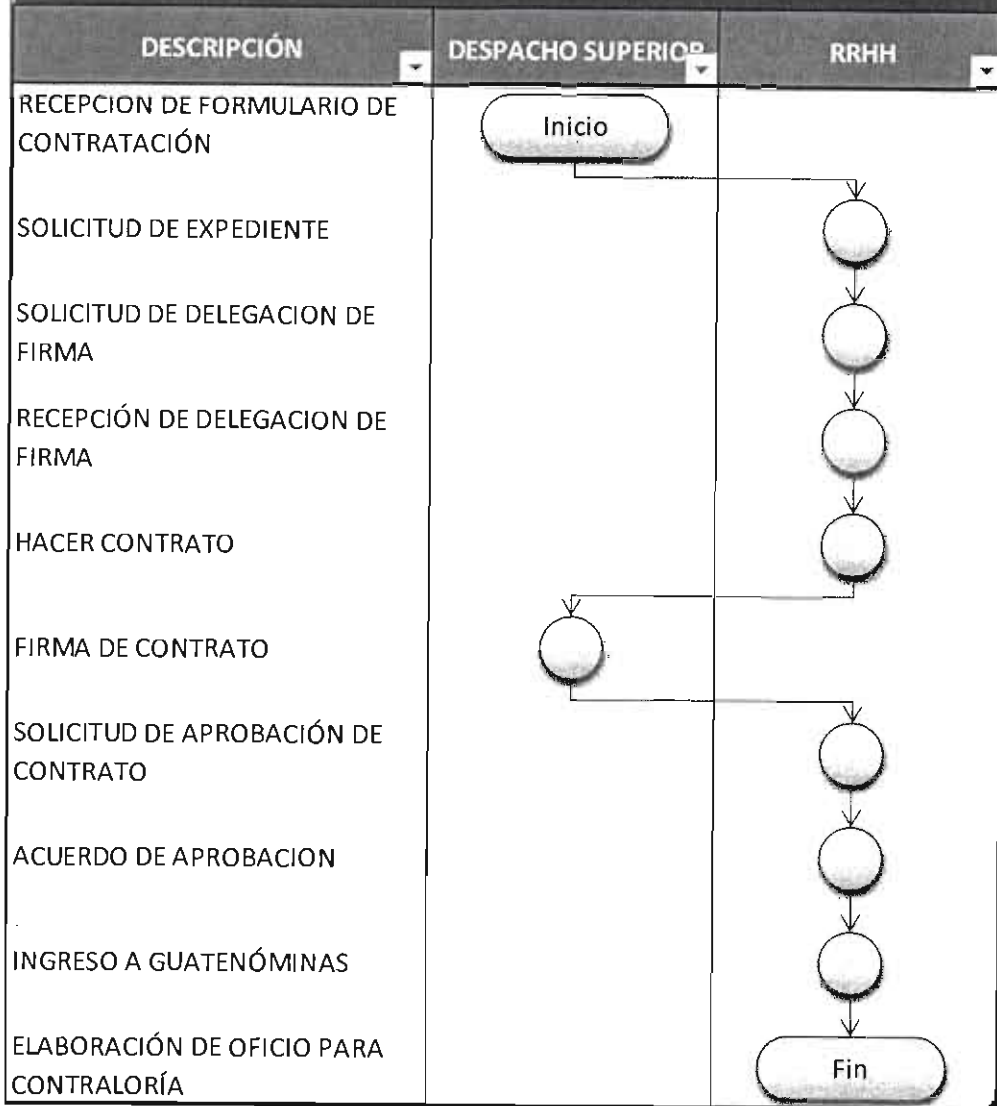 DESCRIPCIÓN DESPACHO SUPERIOR RRHH
RECEPCION DE FORMULARIO DE
CONTRATACIÓN
Inicio
SOLICITUD DE EXPEDIENTE
SOLICITUD DE DELEGACION DE
FIRMA
RECEPCIÓN DE DELEGACION DE
FIRMA
HACER CONTRATO
FIRMA DE CONTRATO
SOLICITUD DE APROBACIÓN DE
CONTRATO
ACUERDO DE APROBACION
INGRESO A GUATENÓMINAS
ELABORACIÓN DE OFICIO PARA
CONTRALORÍA
Fin